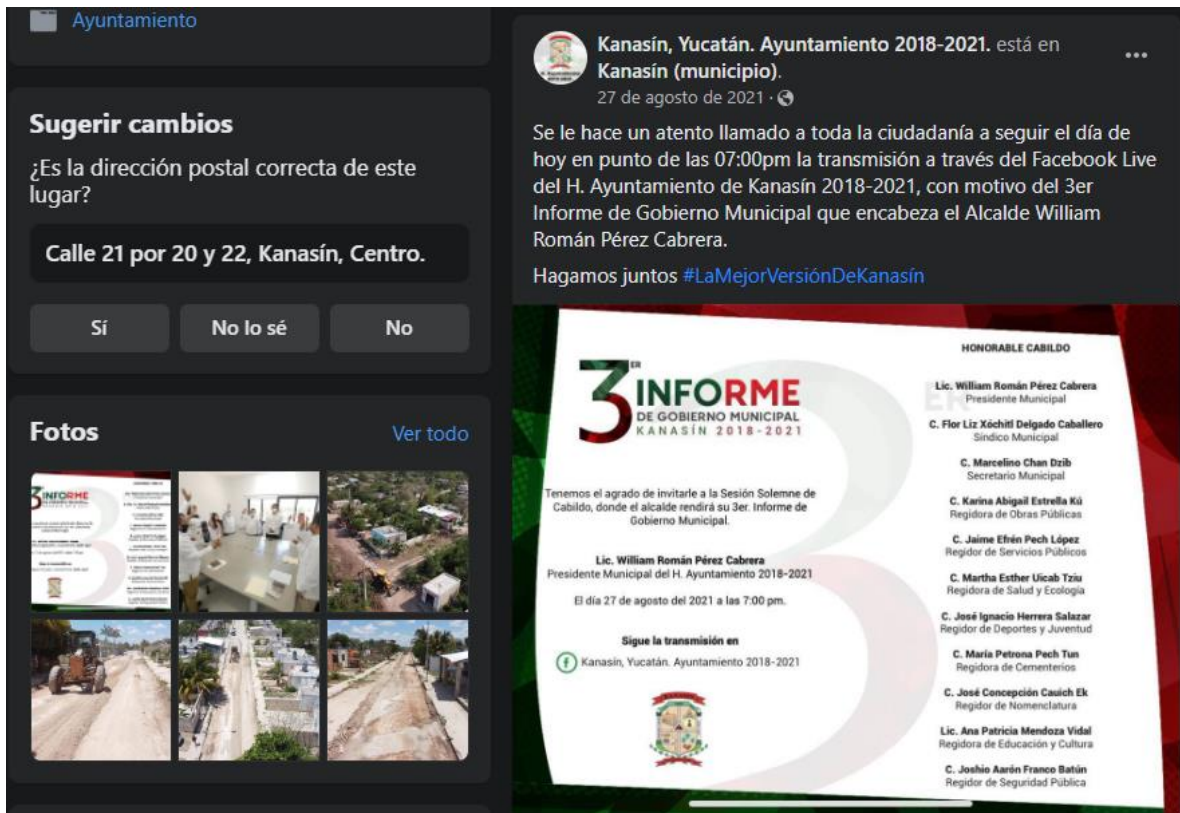 Ayuntamiento
Sugerir cambios
¿Es la dirección postal correcta de este
lugar?
Calle 21 por 20 y 22, Kanasín, Centro.
Sí
No lo sé
No
Fotos
Ver todo
3 INFORME
Kanasín, Yucatán. Ayuntamiento 2018-2021. está en
Kanasín (municipio).
27 de agosto de 2021 ·
Se le hace un atento llamado a toda la ciudadanía a seguir el día de
hoy en punto de las 07:00pm la transmisión a través del Facebook Live
del H. Ayuntamiento de Kanasín 2018-2021, con motivo del 3er
Informe de Gobierno Municipal que encabeza el Alcalde William
Román Pérez Cabrera.
Hagamos juntos #LaMejorVersiónDeKanasín
3ER INFORME
DE GOBIERNO MUNICIPAL
KANASÍN 2018-2021
Tenemos el agrado de invitarle a la Sesión Solemne de
Cabildo, donde el alcalde rendirá su 3er. Informe de
Gobierno Municipal.
Lic. William Román Pérez Cabrera
Presidente Municipal del H. Ayuntamiento 2018-2021
El día 27 de agosto del 2021 a las 7:00 pm.
Sigue la transmisión en
Kanasín, Yucatán. Ayuntamiento 2018-2021
HONORABLE CABILDO
Lic. William Román Pérez Cabrera
Presidente Municipal
C. Flor Liz Xóchitl Delgado Caballero
Síndico Municipal
C. Marcelino Chan Dzib
Secretario Municipal
C. Karina Abigail Estrella Kú
Regidora de Obras Públicas
C. Jaime Efrén Pech López
Regidor de Servicios Públicos
C. Martha Esther Uicab Tziu
Regidora de Salud y Ecología
C. José Ignacio Herrera Salazar
Regidor de Deportes y Juventud
C. María Petrona Pech Tun
Regidora de Cementerios
C. José Concepción Cauich Ek
Regidor de Nomenclatura
Lic. Ana Patricia Mendoza Vidal
Regidora de Educación y Cultura
C. Joshio Aarón Franco Batún
Regidor de Seguridad Pública